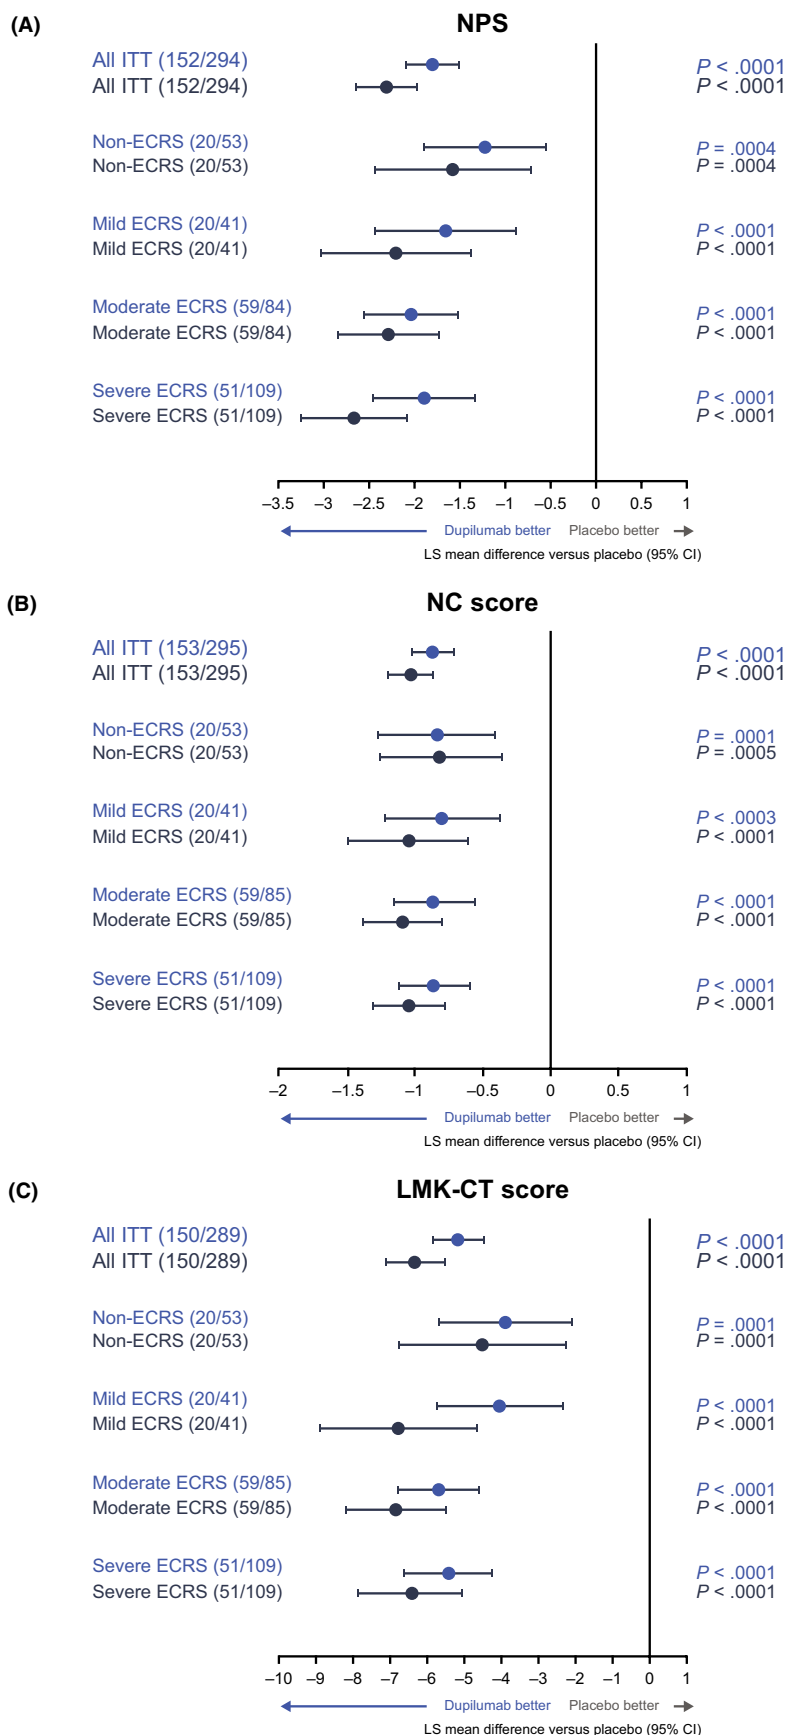 (A)
NPS
All ITT (152/294) P < .0001
All ITT (152/294) P < .0001
Non-ECRS (20/53) P = .0004
Non-ECRS (20/53) P = .0004
Mild ECRS (20/41) P < .0001
Mild ECRS (20/41) P < .0001
Moderate ECRS (59/84) P < .0001
Moderate ECRS (59/84) P < .0001
Severe ECRS (51/109) P < .0001
Severe ECRS (51/109) P < .0001
–3.5 –3 –2.5 –2 –1.5 –1 –0.5 0 0.5 1
Dupilumab better Placebo better
LS mean difference versus placebo (95% CI)
(B)
NC score
All ITT (153/295) P < .0001
All ITT (153/295) P < .0001
Non-ECRS (20/53) P = .0001
Non-ECRS (20/53) P = .0005
Mild ECRS (20/41) P < .0003
Mild ECRS (20/41) P < .0001
Moderate ECRS (59/85) P < .0001
Moderate ECRS (59/85) P < .0001
Severe ECRS (51/109) P < .0001
Severe ECRS (51/109) P < .0001
–2 –1.5 –1 –0.5 0 0.5 1
Dupilumab better Placebo better
LS mean difference versus placebo (95% CI)
(C)
LMK-CT score
All ITT (150/289) P < .0001
All ITT (150/289) P < .0001
Non-ECRS (20/53) P = .0001
Non-ECRS (20/53) P = .0001
Mild ECRS (20/41) P < .0001
Mild ECRS (20/41) P < .0001
Moderate ECRS (59/85) P < .0001
Moderate ECRS (59/85) P < .0001
Severe ECRS (51/109) P < .0001
Severe ECRS (51/109) P < .0001
–10 –9 –8 –7 –6 –5 –4 –3 –2 –1 0 1
Dupilumab better Placebo better
LS mean difference versus placebo (95% CI)